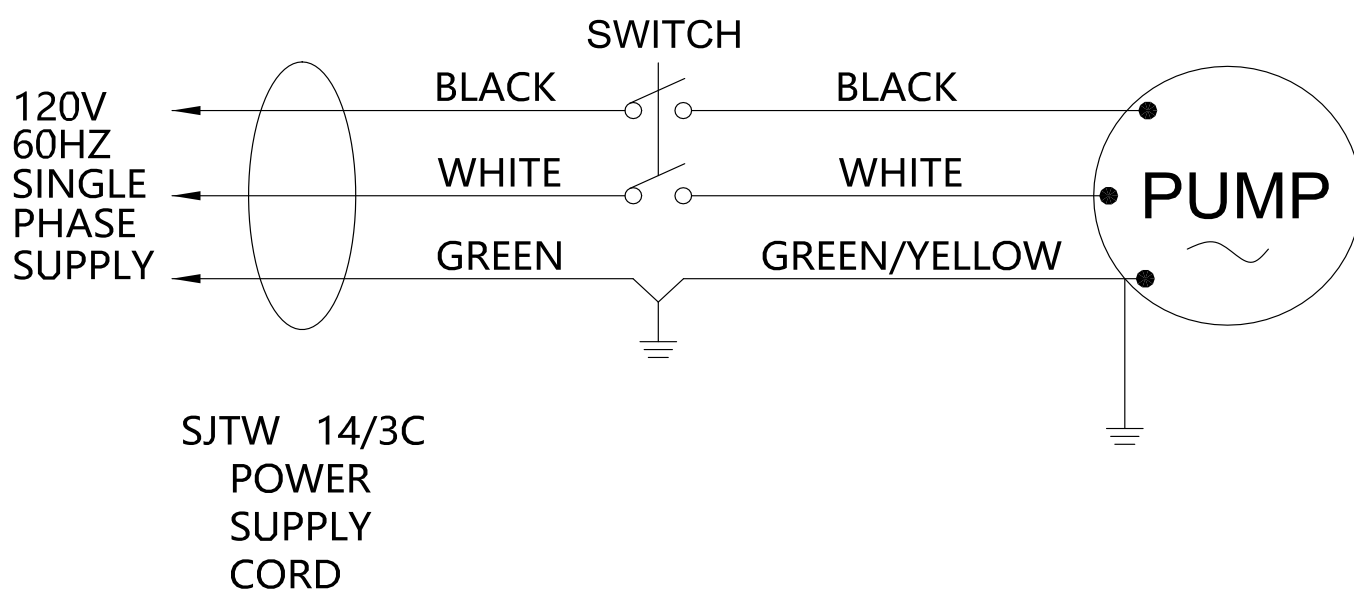 SWITCH
BLACK
BLACK
120V
60HZ
SINGLE
PHASE
SUPPLY
WHITE
WHITE
PUMP
GREEN
GREEN/YELLOW
SJTW 14/3C
POWER
SUPPLY
CORD